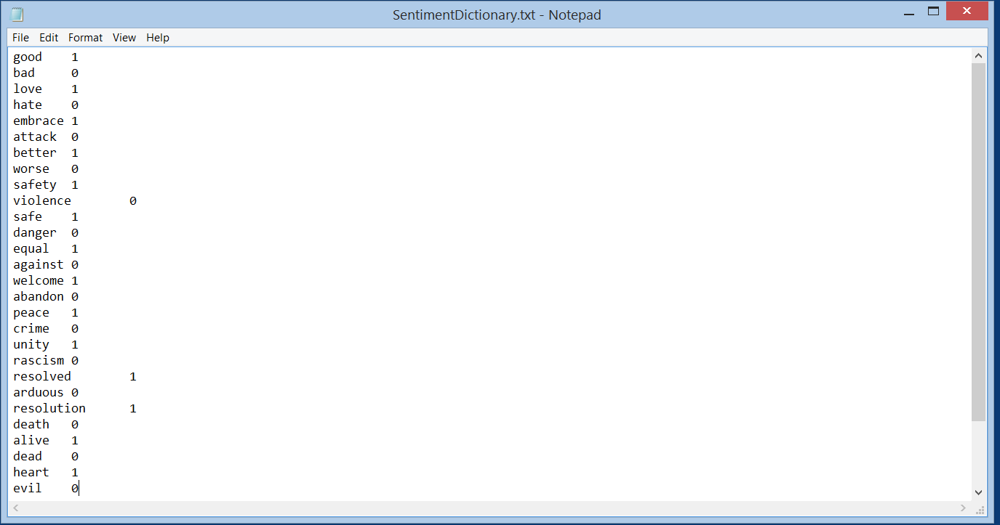 SentimentDictionary.txt - Notepad
File Edit Format View Help
good 1
bad 0
love 1
hate 0
embrace 1
attack 0
better 1
worse 0
safety 1
violence 0
safe 1
danger 0
equal 1
against 0
welcome 1
abandon 0
peace 1
crime 0
unity 1
rascism 0
resolved 1
arduous 0
resolution 1
death 0
alive 1
dead 0
heart 1
evil 0